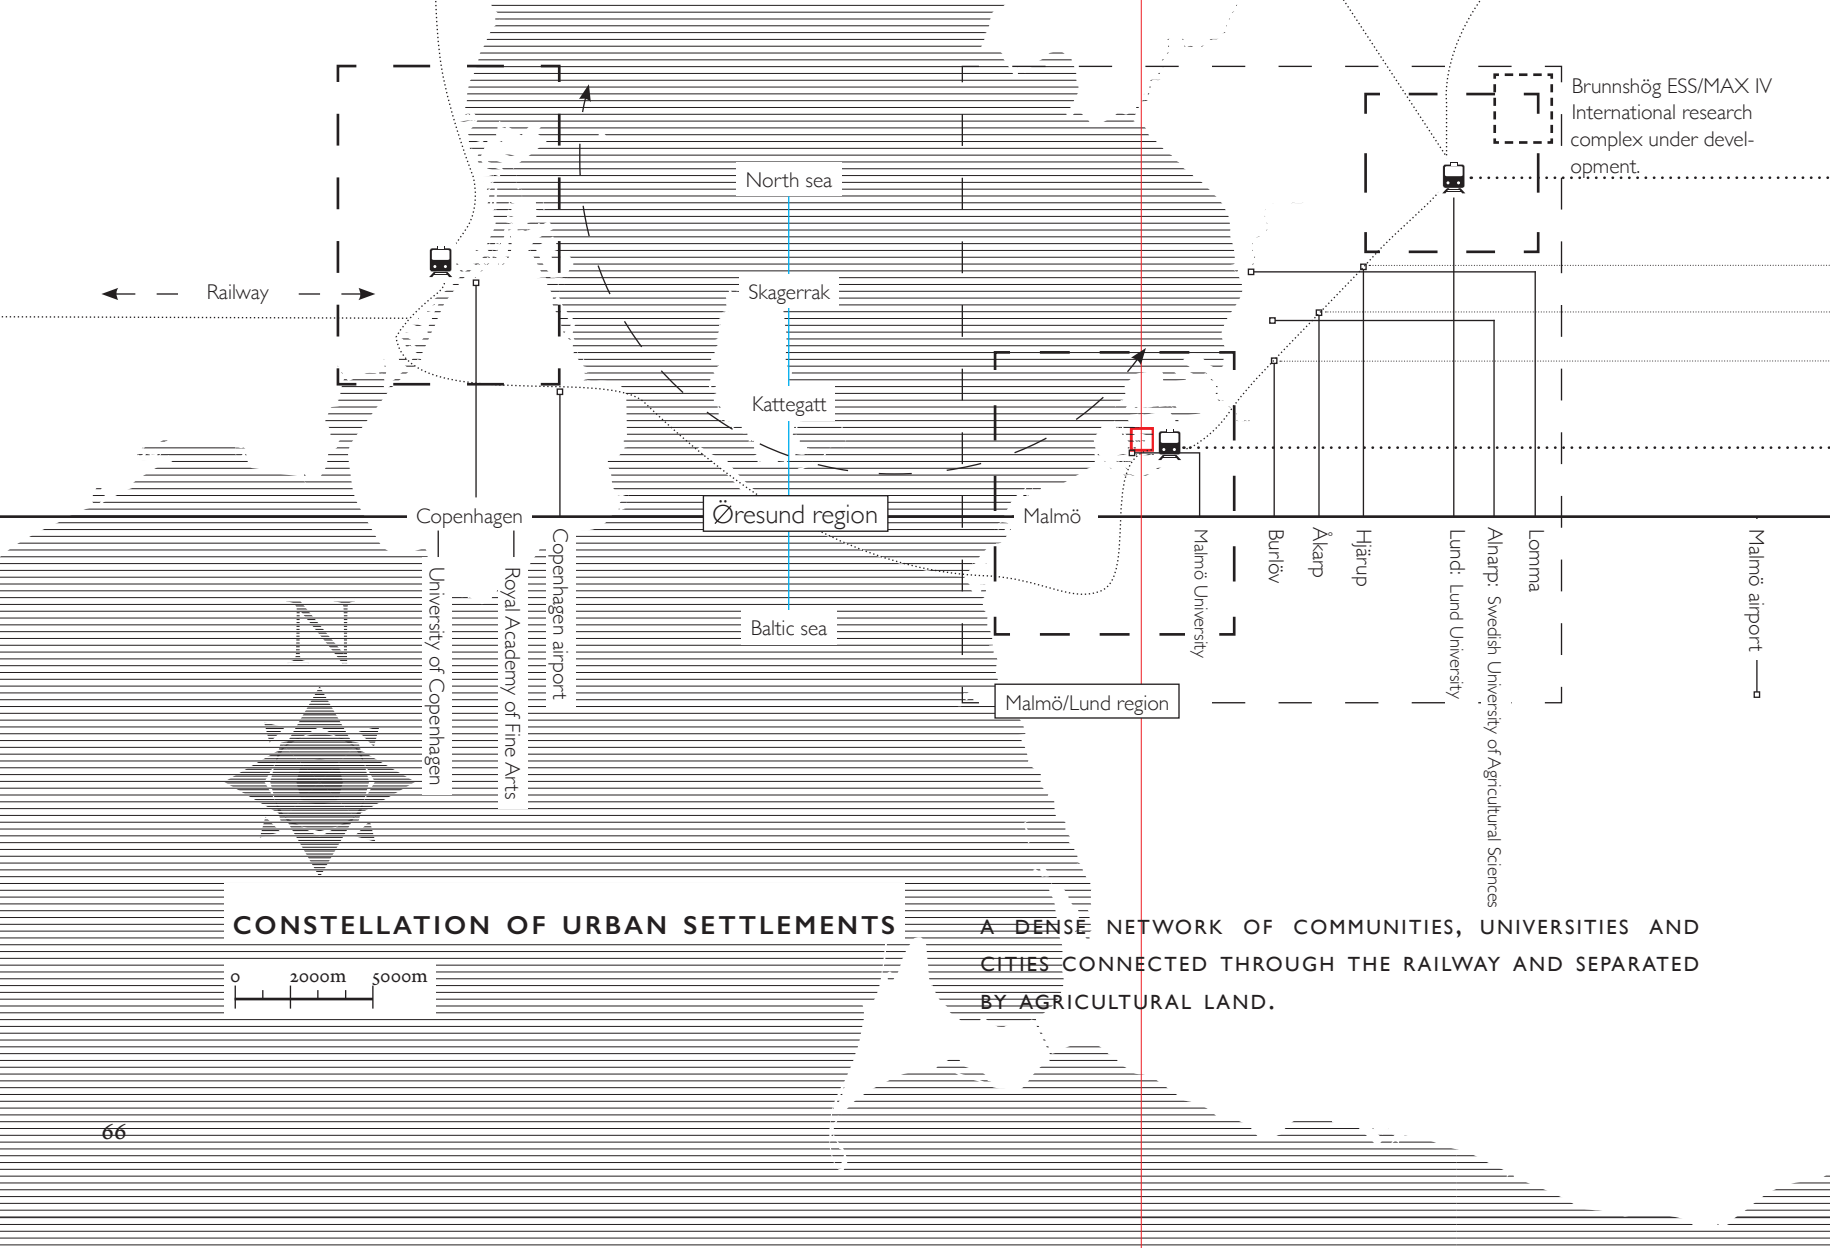 Brunnshög ESS/MAX IV
International research
complex under devel-
opment.
North sea
Railway
Skagerrak
Kattegatt
Copenhagen
Øresund region
Malmö
University of Copenhagen
Royal Academy of Fine Arts
Copenhagen airport
Malmö University
Burlöv
Åkarp
Hjärup
Lund: Lund University
Alnarp: Swedish University of Agricultural Sciences
Lomma
Malmö airport
N
Baltic sea
Malmö/Lund region
CONSTELLATION OF URBAN SETTLEMENTS
0 2000m 5000m
A DENSE NETWORK OF COMMUNITIES, UNIVERSITIES AND
CITIES CONNECTED THROUGH THE RAILWAY AND SEPARATED
BY AGRICULTURAL LAND.
66